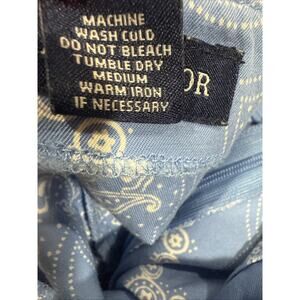 MACHINE
WASH COLD
DO NOT BLEACH
TUMBLE DRY
MEDIUM
WARM IRON
IF NECESSARY
OR